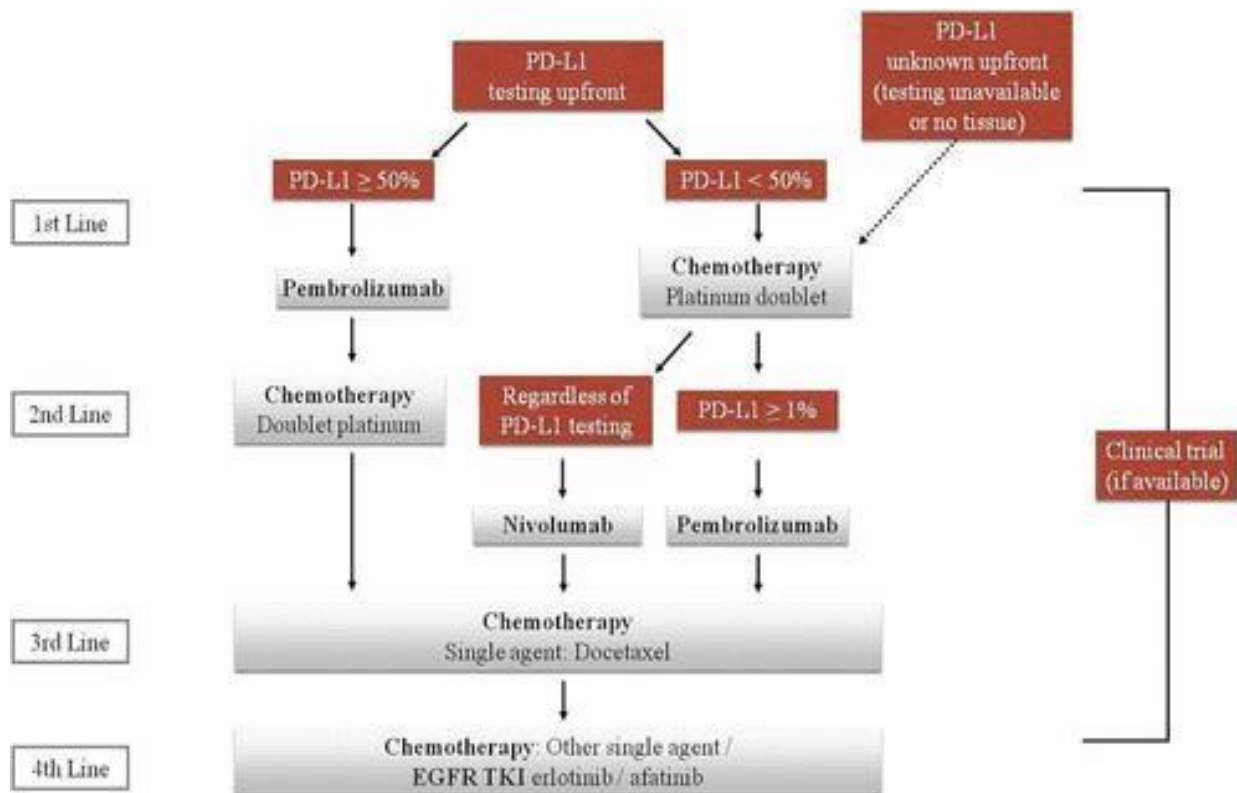 PD-L1
testing upfront
PD-L1
unknown upfront
(testing unavailable
or no tissue)
PD-L1 ≥ 50%
PD-L1 < 50%
1st Line
Pembrolizumab
Chemotherapy
Platinum doublet
2nd Line
Chemotherapy
Doublet platinum
Regardless of
PD-L1 testing
PD-L1 ≥ 1%
Clinical trial
(if available)
Nivolumab
Pembrolizumab
3rd Line
Chemotherapy
Single agent: Docetaxel
4th Line
Chemotherapy: Other single agent /
EGFR TKI erlotinib / afatinib